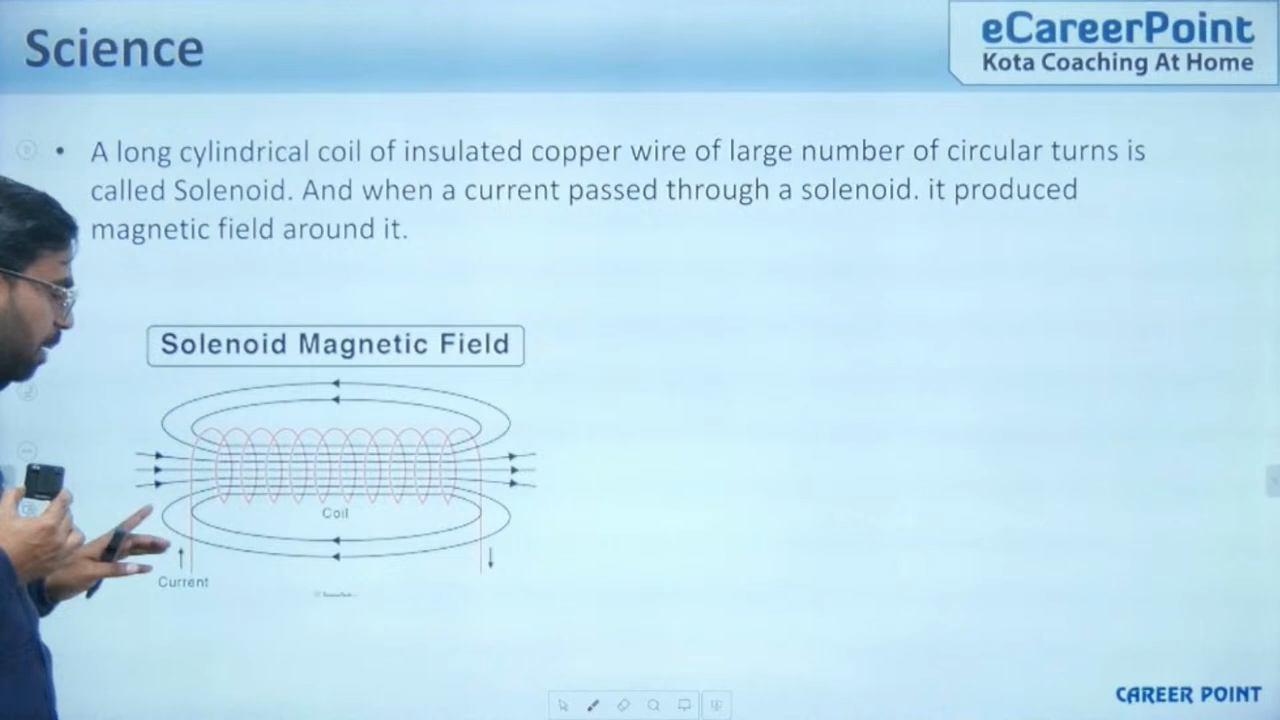 Science
eCareerPoint
Kota Coaching At Home
• A long cylindrical coil of insulated copper wire of large number of circular turns is
called Solenoid. And when a current passed through a solenoid. it produced
magnetic field around it.
Solenoid Magnetic Field
Coil
Current
CAREER POINT